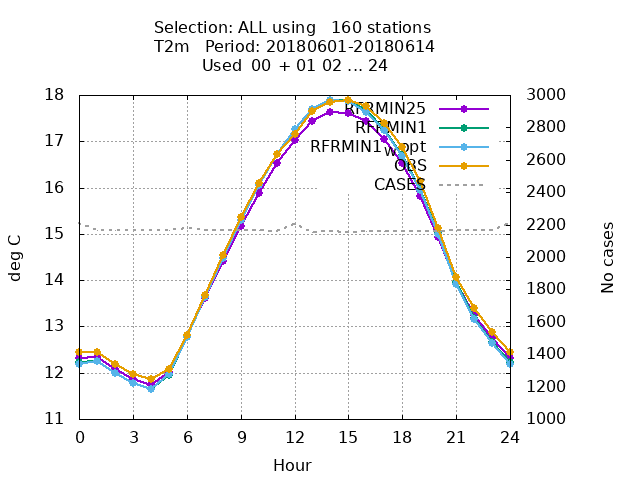 Selection: ALL using 160 stations
T2m Period: 20180601-20180614
Used 00 + 01 02 ... 24
18 3000
RFRMIN25
2800
RFRMIN1
17
RFRMIN1wopt
2600
OBS
16 2400
CASES
2200
15
2000
14 1800
1600
13
1400
12
1200
11 1000
0 3 6 9 12 15 18 21 24
Hour
deg C
No cases